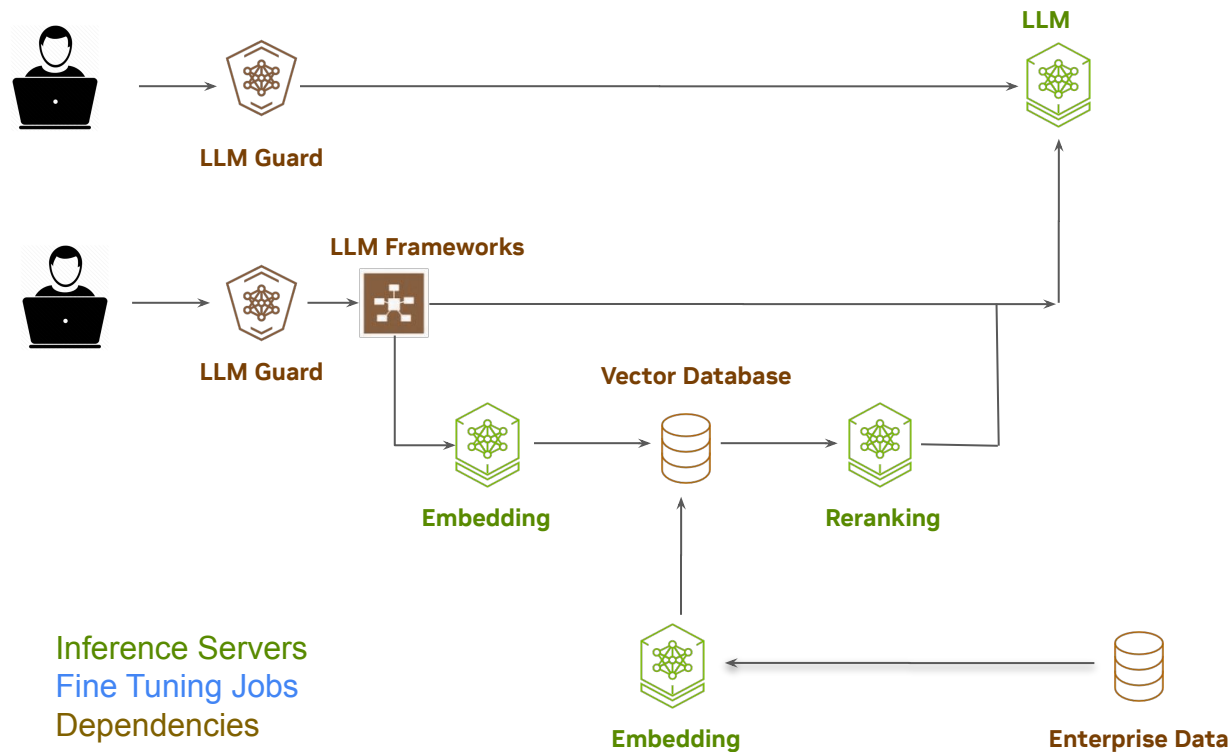 LLM
LLM Guard
LLM Frameworks
LLM Guard
Vector Database
Embedding
Reranking
Inference Servers
Fine Tuning Jobs
Dependencies
Embedding
Enterprise Data